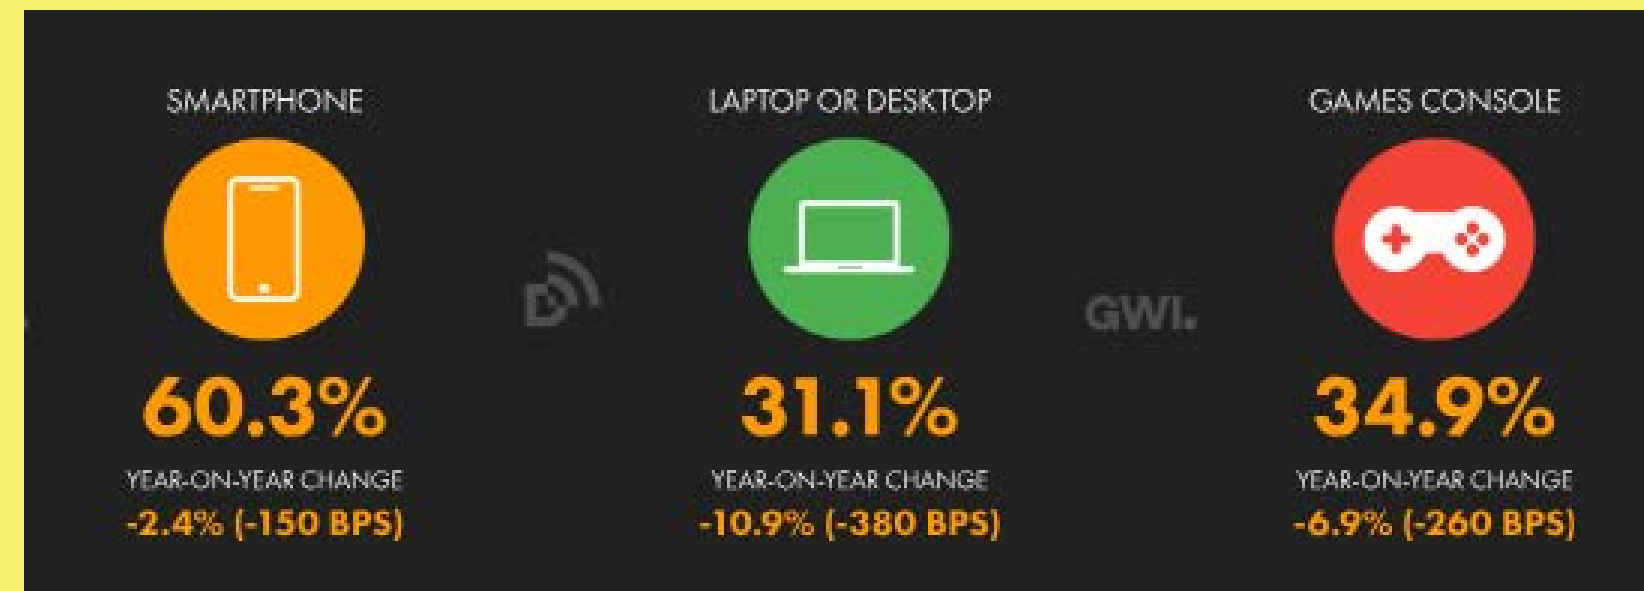 SMARTPHONE
60.3%
YEAR-ON-YEAR CHANGE
-2.4% (-150 BPS)
LAPTOP OR DESKTOP
31.1%
YEAR-ON-YEAR CHANGE
-10.9% (-380 BPS)
GWI.
GAMES CONSOLE
34.9%
YEAR-ON-YEAR CHANGE
-6.9% (-260 BPS)